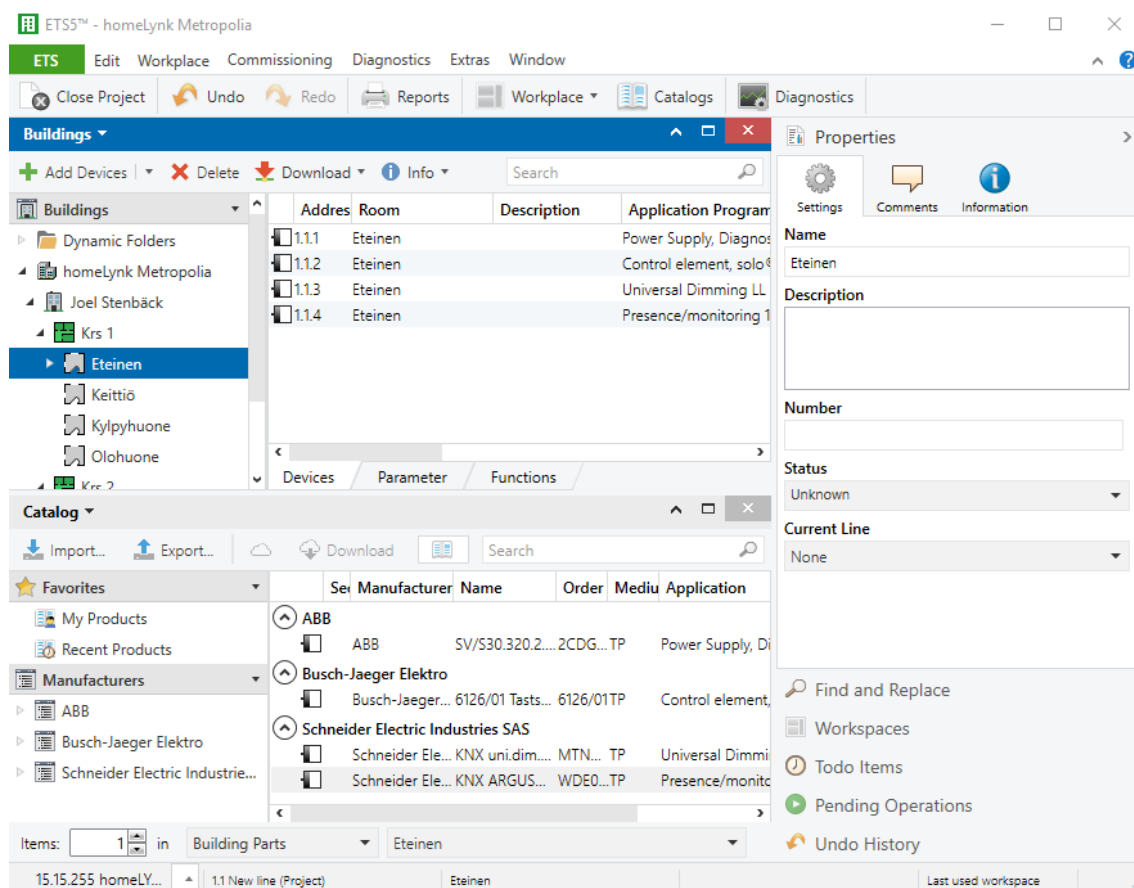 ETS5™ - homeLynk Metropolia
ETS Edit Workplace Commissioning Diagnostics Extras Window
Close Project Undo Redo Reports Workplace Catalogs Diagnostics
Buildings
Add Devices Delete Download Info Search
Buildings
Dynamic Folders
homeLynk Metropolia
Joel Stenbäck
Krs 1
Eteinen
Keittiö
Kylpyhuone
Olohuone
Krs 2
Addres Room Description Application Program
1.1.1 Eteinen Power Supply, Diagnos
1.1.2 Eteinen Control element, solo®
1.1.3 Eteinen Universal Dimming LL
1.1.4 Eteinen Presence/monitoring 1
Devices Parameter Functions
Catalog
Import... Export... Download Search
Favorites
My Products
Recent Products
Manufacturers
ABB
Busch-Jaeger Elektro
Schneider Electric Industrie...
Sec Manufacturer Name Order Mediu Application
ABB
ABB SV/S30.320.2.... 2CDG... TP Power Supply, Di
Busch-Jaeger Elektro
Busch-Jaeger... 6126/01 Tasts... 6126/01 TP Control element,
Schneider Electric Industries SAS
Schneider Ele... KNX uni.dim.... MTN... TP Universal Dimmi
Schneider Ele... KNX ARGUS... WDE0... TP Presence/monito
Items: 1 in Building Parts Eteinen
15.15.255 homeLY... 1.1 New line (Project) Eteinen Last used workspace
Properties
Settings Comments Information
Name
Eteinen
Description
Number
Status
Unknown
Current Line
None
Find and Replace
Workspaces
Todo Items
Pending Operations
Undo History